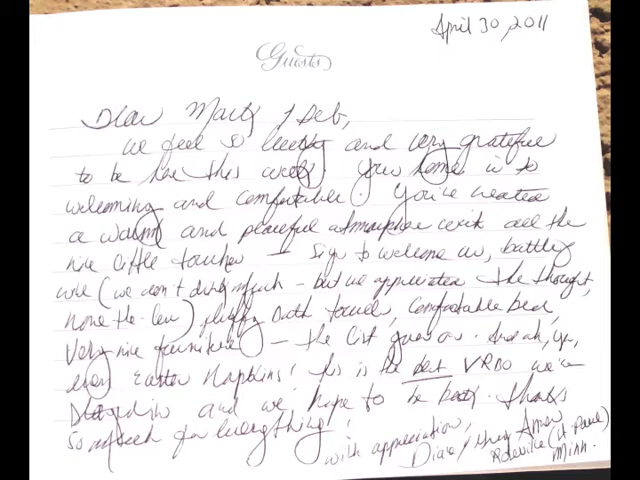 April 30, 2011
Guests
Dear Marty & Deb,
We feel so lucky and very grateful
to be here this week. Your home is so
welcoming and comfortable. You've created
a warm and peaceful atmosphere with all the
nice little touches — sign to welcome us, bottle of
wine (we don't drink much - but we appreciated the thought,
none the less) fluffy bath towels, comfortable bed,
very nice furniture — the list goes on. And oh, yes,
even Easter Napkins! This is the best VRBO we've
stayed in and we hope to be back. Thanks
so much for everything!
with appreciation,
Diane / Greg
Roseville (St Paul)
Minn.